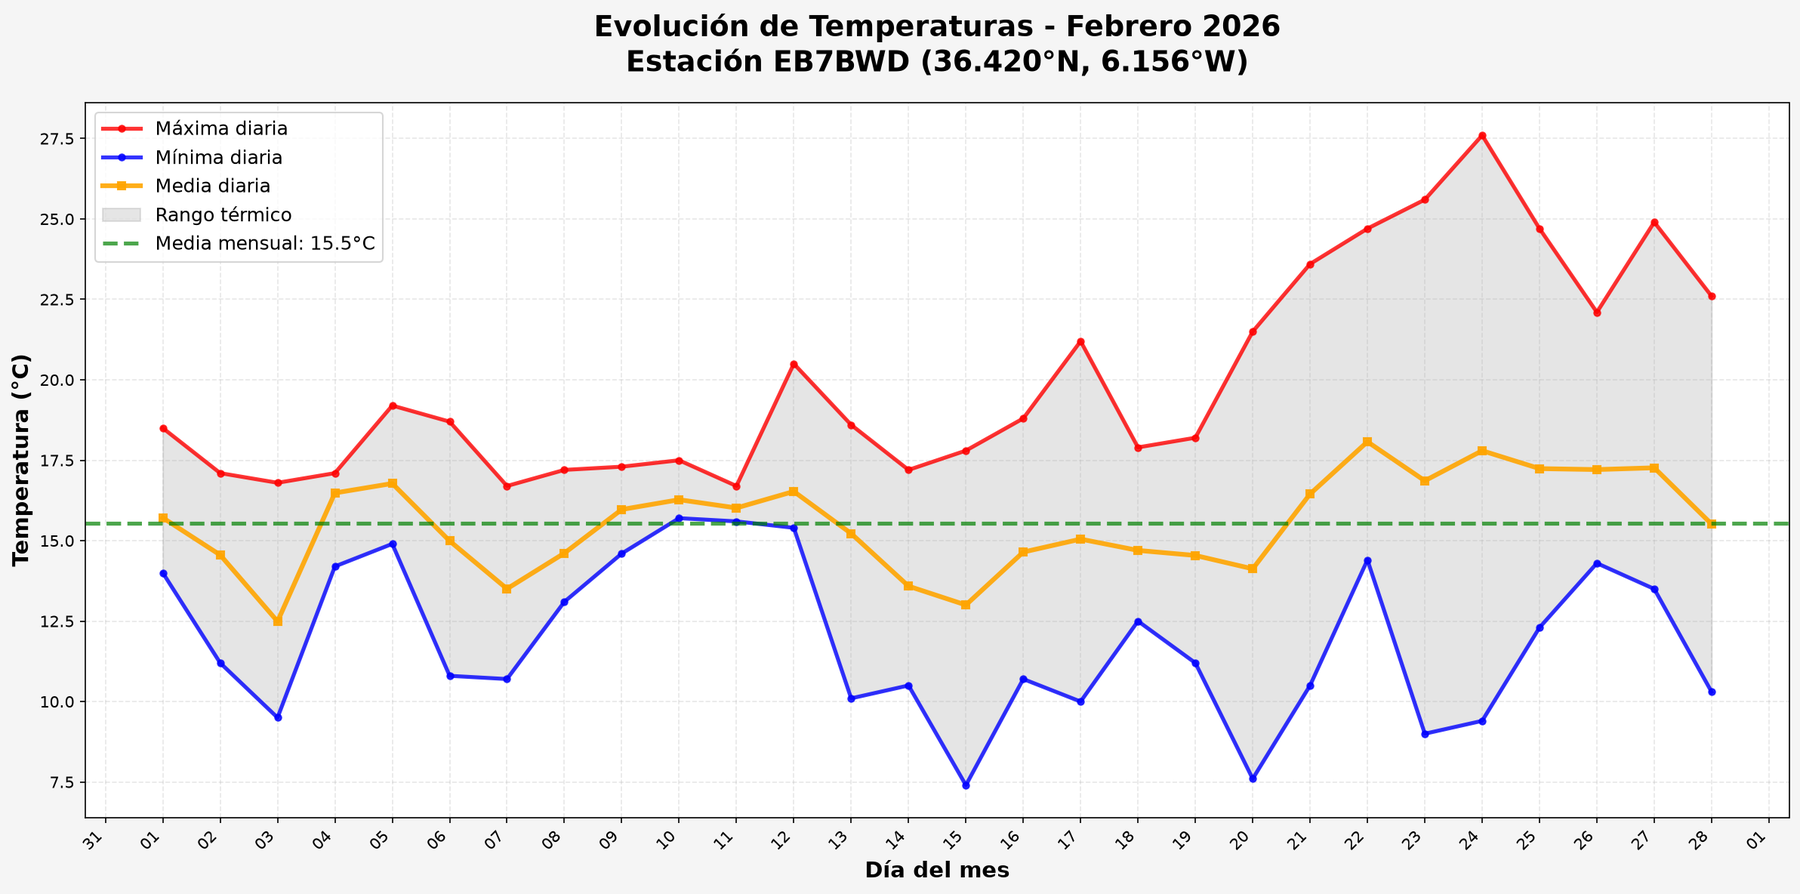 Evolución de Temperaturas - Febrero 2026
Estación EB7BWD (36.420°N, 6.156°W)
Máxima diaria
Mínima diaria
Media diaria
Rango térmico
Media mensual: 15.5°C
Temperatura (°C)
27.5
25.0
22.5
20.0
17.5
15.0
12.5
10.0
7.5
31 01 02 03 04 05 06 07 08 09 10 11 12 13 14 15 16 17 18 19 20 21 22 23 24 25 26 27 28 01
Día del mes